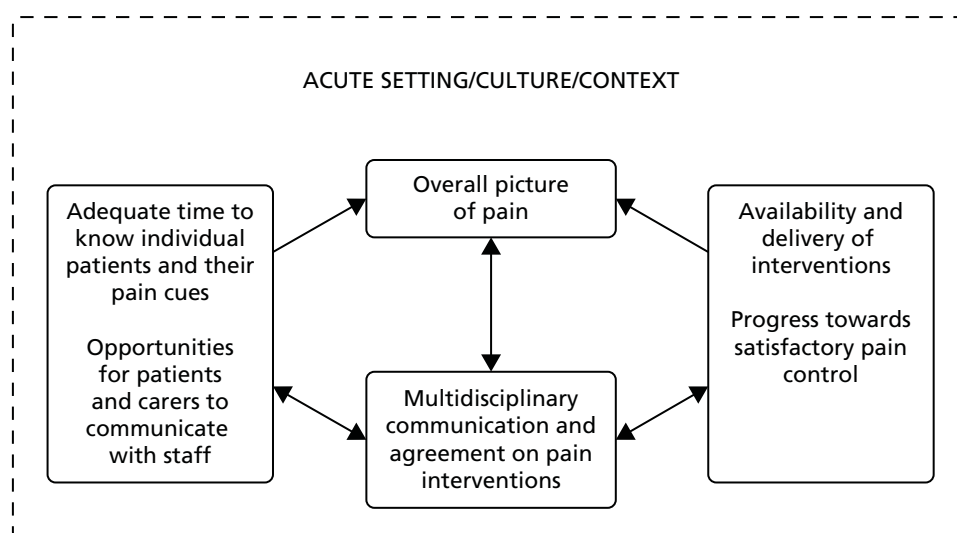 ACUTE SETTING/CULTURE/CONTEXT
Overall picture
of pain
Adequate time to
know individual
patients and their
pain cues
Opportunities
for patients
and carers to
communicate
with staff
Availability and
delivery of
interventions
Progress towards
satisfactory pain
control
Multidisciplinary
communication and
agreement on pain
interventions